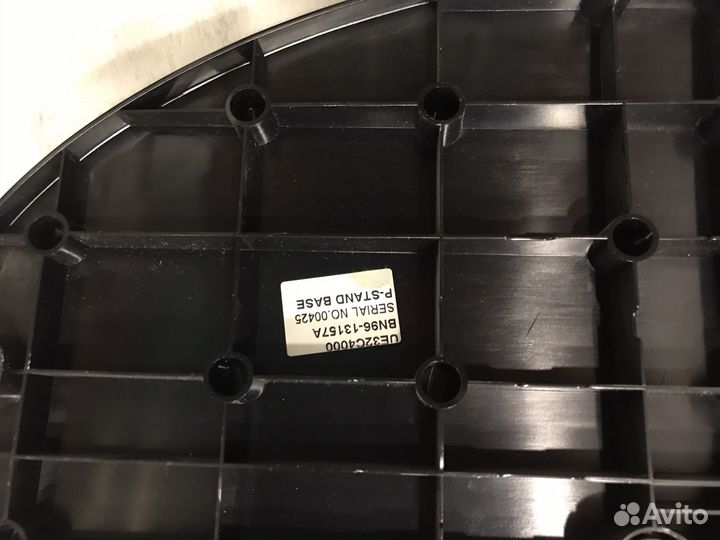 UE32C4000
BN96-13157A
SERIAL NO.00425
P-STAND BASE
Avito